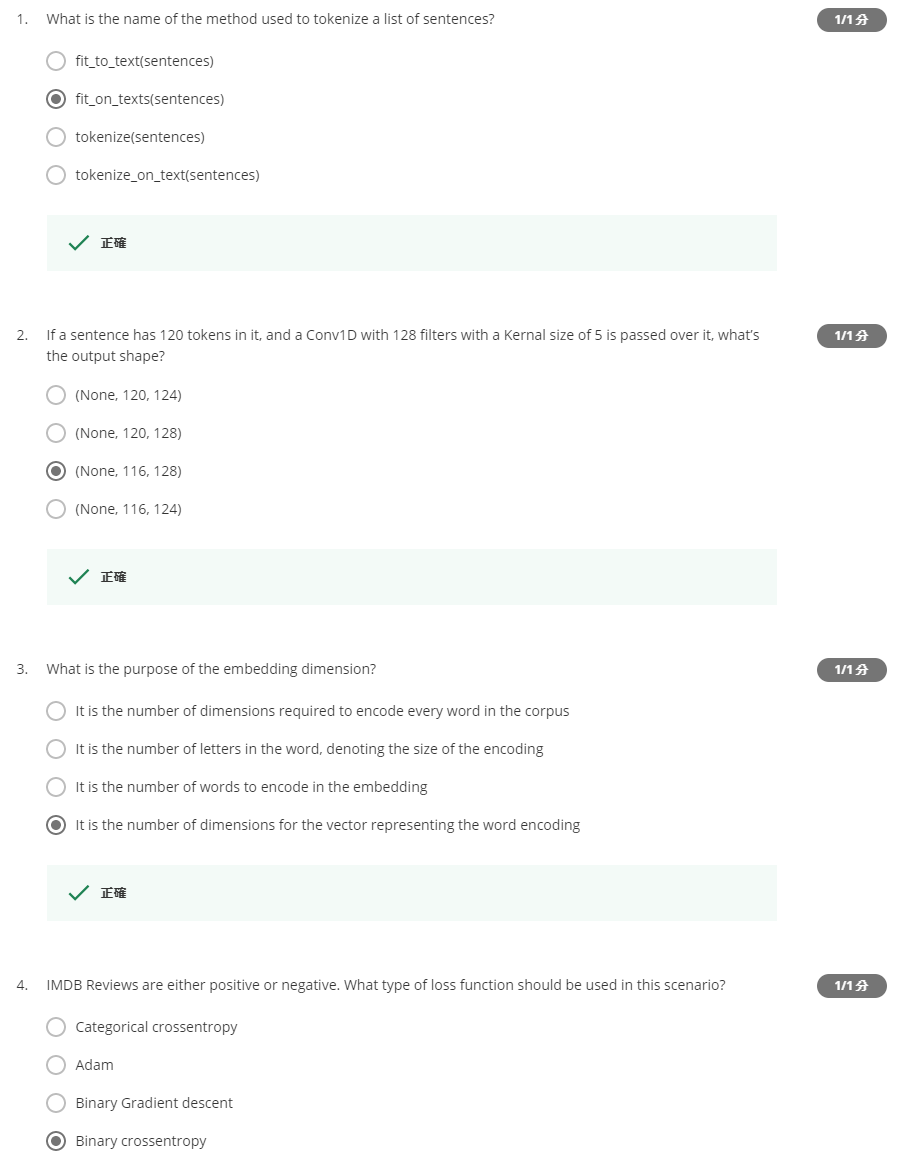 1. What is the name of the method used to tokenize a list of sentences?
1/1 分
fit_to_text(sentences)
fit_on_texts(sentences)
tokenize(sentences)
tokenize_on_text(sentences)
正確
2. If a sentence has 120 tokens in it, and a Conv1D with 128 filters with a Kernal size of 5 is passed over it, what's
the output shape?
1/1 分
(None, 120, 124)
(None, 120, 128)
(None, 116, 128)
(None, 116, 124)
正確
3. What is the purpose of the embedding dimension?
1/1 分
It is the number of dimensions required to encode every word in the corpus
It is the number of letters in the word, denoting the size of the encoding
It is the number of words to encode in the embedding
It is the number of dimensions for the vector representing the word encoding
正確
4. IMDB Reviews are either positive or negative. What type of loss function should be used in this scenario?
1/1 分
Categorical crossentropy
Adam
Binary Gradient descent
Binary crossentropy